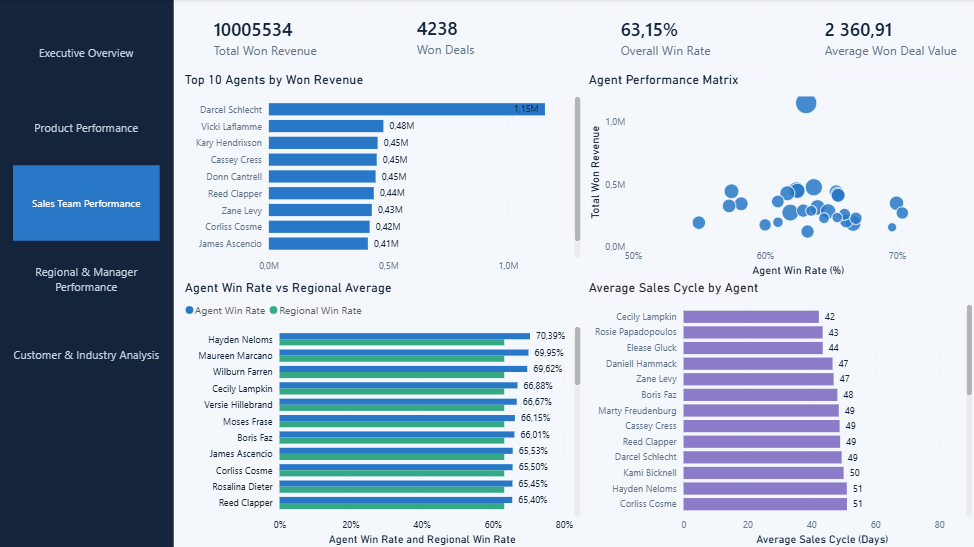 Executive Overview
Product Performance
Sales Team Performance
Regional & Manager
Performance
Customer & Industry Analysis
10005534
Total Won Revenue
4238
Won Deals
63,15%
Overall Win Rate
2 360,91
Average Won Deal Value
Top 10 Agents by Won Revenue
Darcel Schlecht 1,15M
Vicki Laflamme 0,48M
Kary Hendrixson 0,45M
Cassey Cress 0,45M
Donn Cantrell 0,45M
Reed Clapper 0,44M
Zane Levy 0,43M
Corliss Cosme 0,42M
James Ascencio 0,41M
0,0M 0,5M 1,0M
Agent Performance Matrix
Total Won Revenue
1,0M
0,5M
0,0M
50% 60% 70%
Agent Win Rate (%)
Agent Win Rate vs Regional Average
Agent Win Rate Regional Win Rate
Hayden Neloms 70,39%
Maureen Marcano 69,95%
Wilburn Farren 69,62%
Cecily Lampkin 66,88%
Versie Hillebrand 66,67%
Moses Frase 66,15%
Boris Faz 66,01%
James Ascencio 65,53%
Corliss Cosme 65,50%
Rosalina Dieter 65,45%
Reed Clapper 65,40%
0% 20% 40% 60% 80%
Agent Win Rate and Regional Win Rate
Average Sales Cycle by Agent
Cecily Lampkin 42
Rosie Papadopoulos 43
Elease Gluck 44
Daniell Hammack 47
Zane Levy 47
Boris Faz 48
Marty Freudenburg 49
Cassey Cress 49
Reed Clapper 49
Darcel Schlecht 49
Kami Bicknell 50
Hayden Neloms 51
Corliss Cosme 51
0 20 40 60 80
Average Sales Cycle (Days)